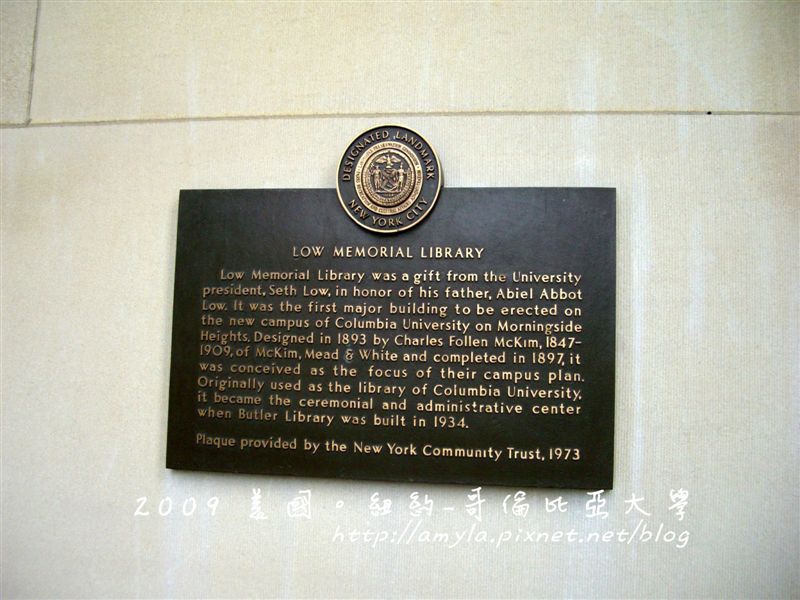 DESIGNATED LANDMARK
NEW YORK CITY
LOW MEMORIAL LIBRARY
Low Memorial Library was a gift from the University
president, Seth Low, in honor of his father, Abiel Abbot
Low. It was the first major building to be erected on
the new campus of Columbia University on Morningside
Heights. Designed in 1893 by Charles Follen McKim, 1847–
1909, of McKim, Mead & White and completed in 1897, it
was conceived as the focus of their campus plan.
Originally used as the library of Columbia University,
it became the ceremonial and administrative center
when Butler Library was built in 1934.
Plaque provided by the New York Community Trust, 1973
2009 美國。紐約-哥倫比亞大學
http://amyla.pixnet.net/blog